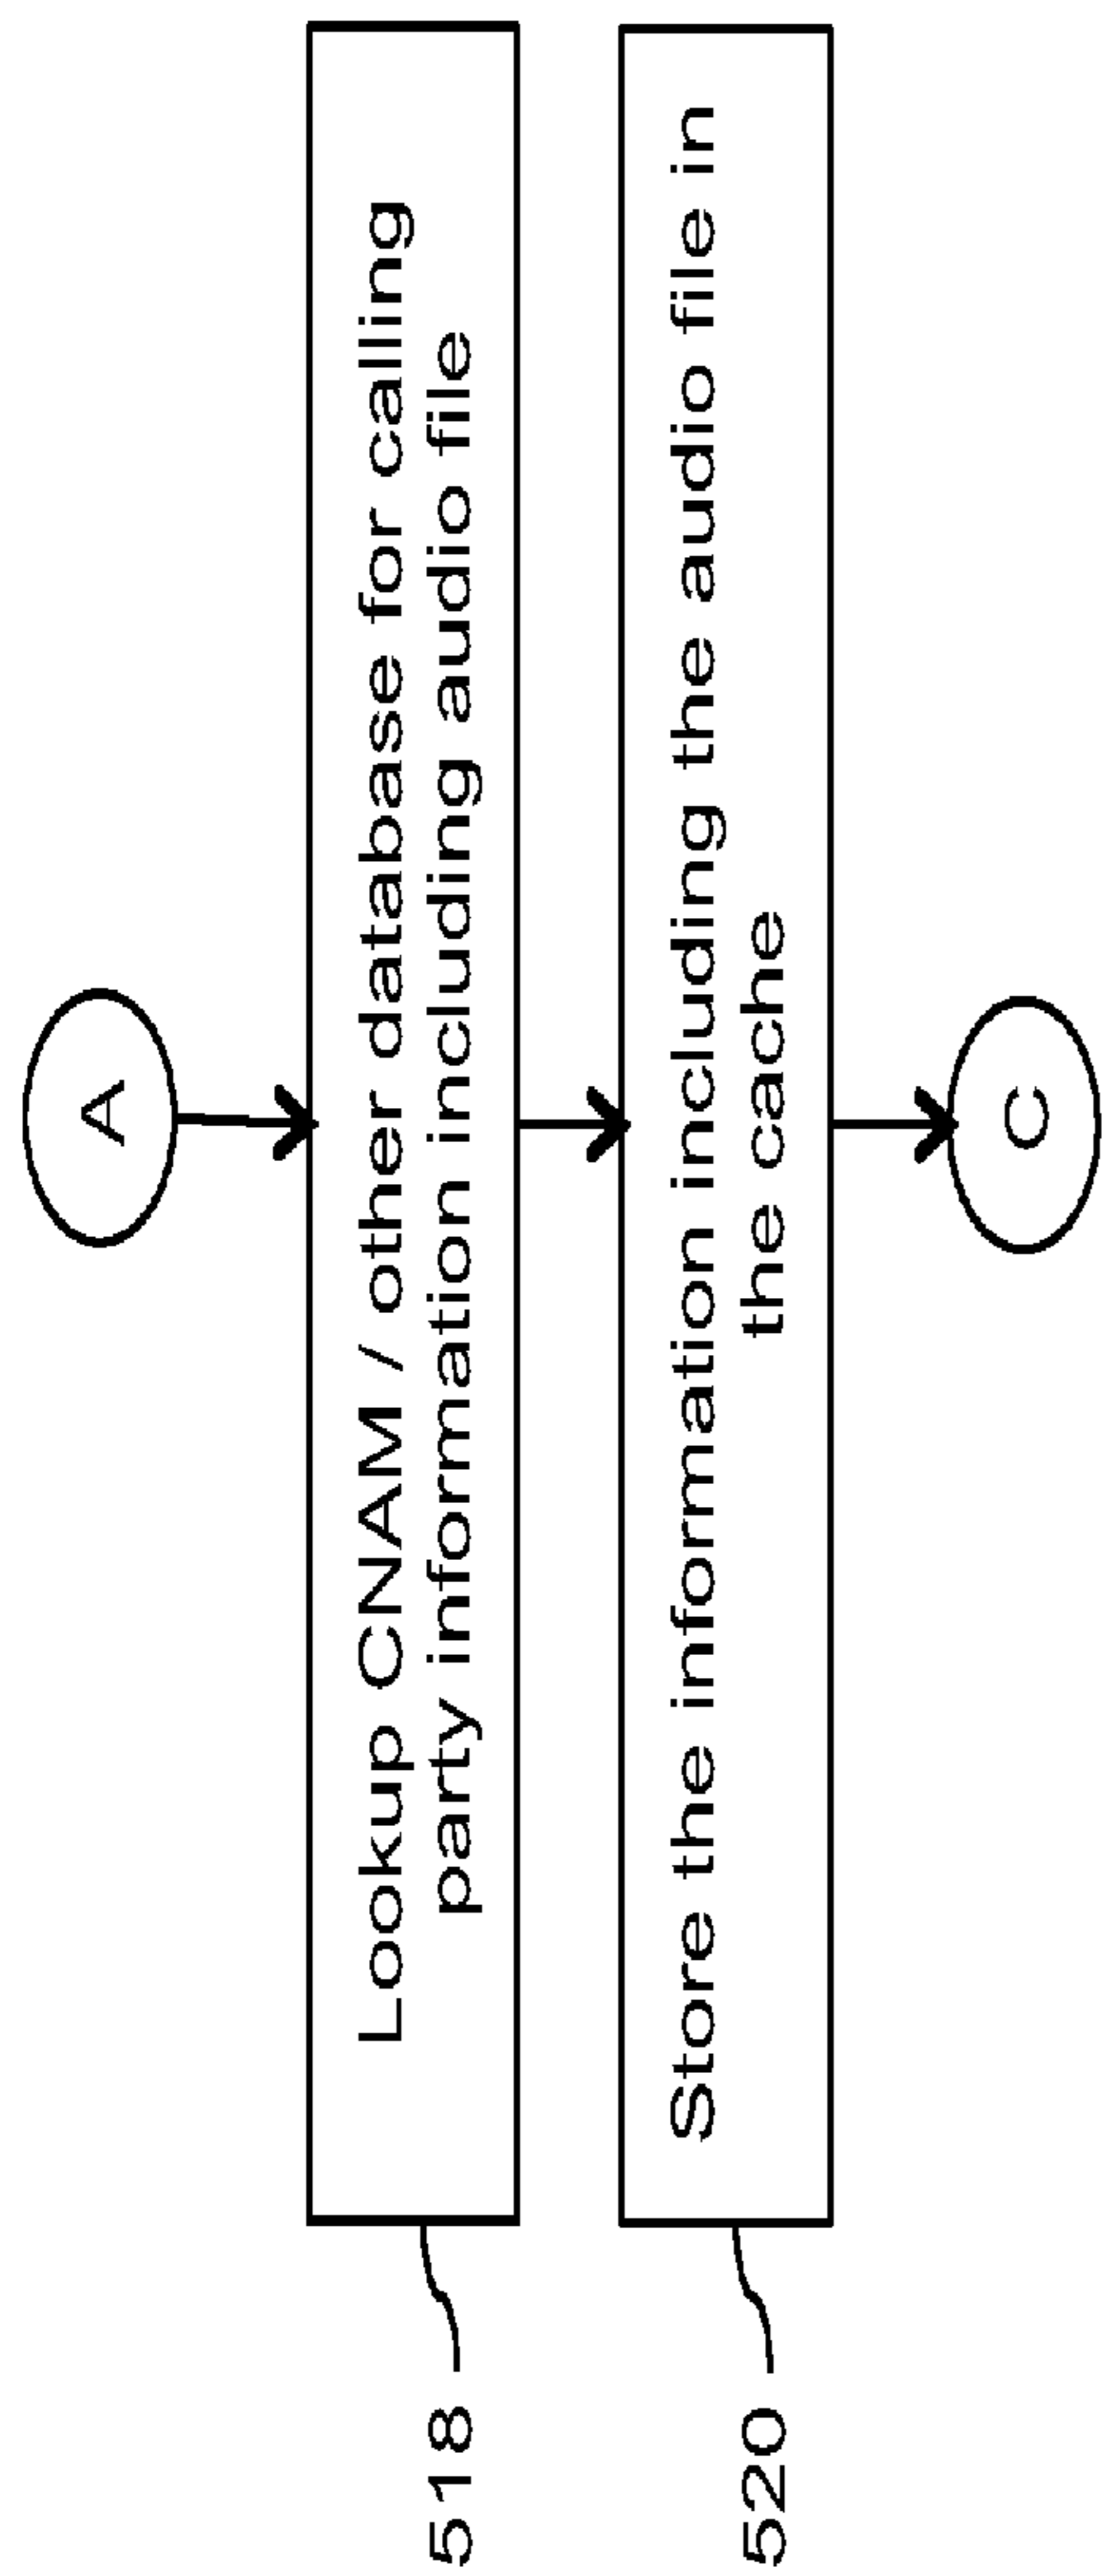 A
518
Lookup CNAM / other database for calling
party information including audio file
520
Store the information including the audio file in
the cache
C